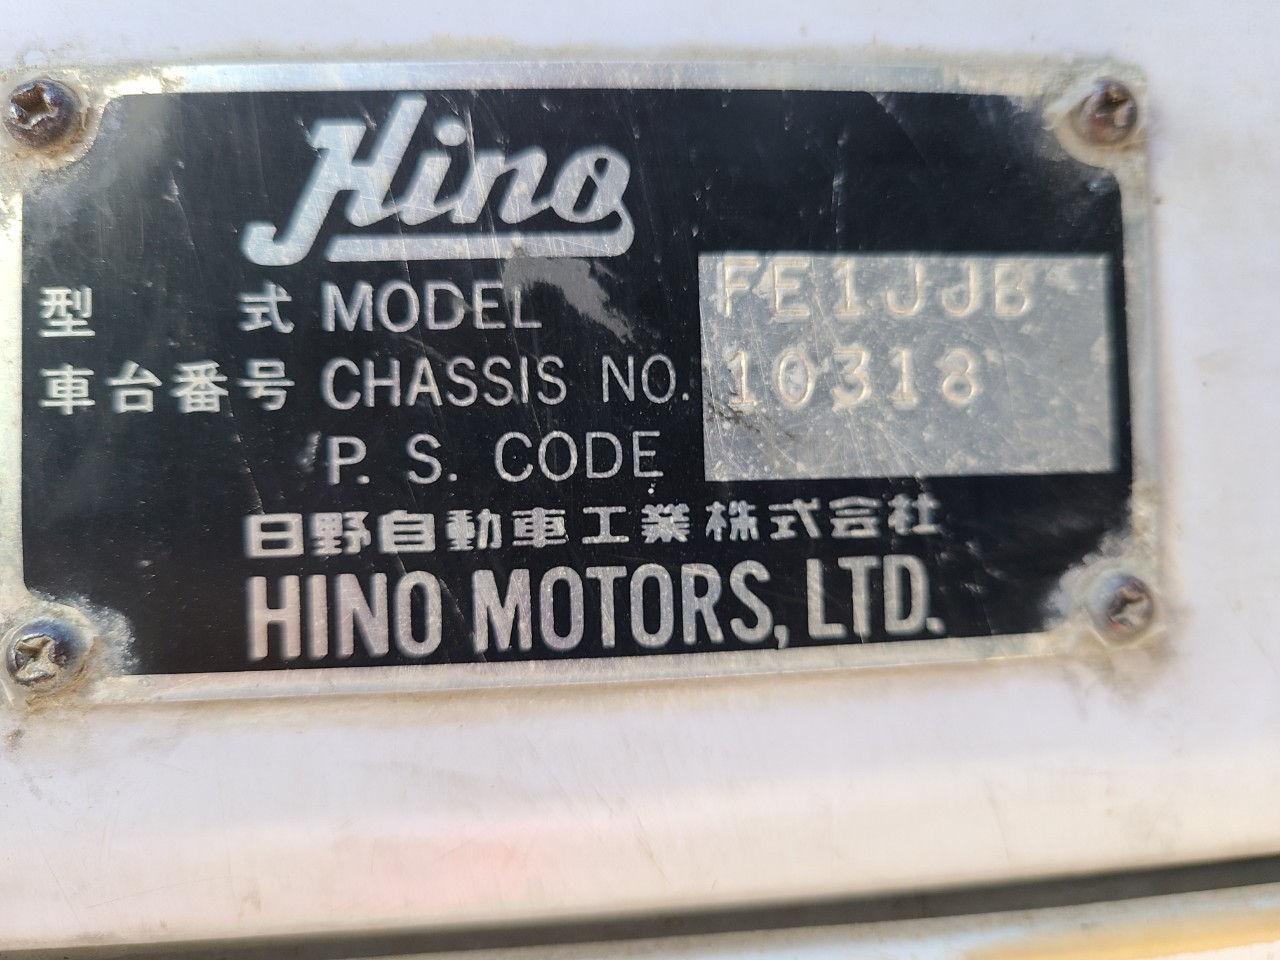 Hino
型 式 MODEL FE1JJB
車台番号 CHASSIS NO. 10318
P. S. CODE
日野自動車工業株式会社
HINO MOTORS, LTD.